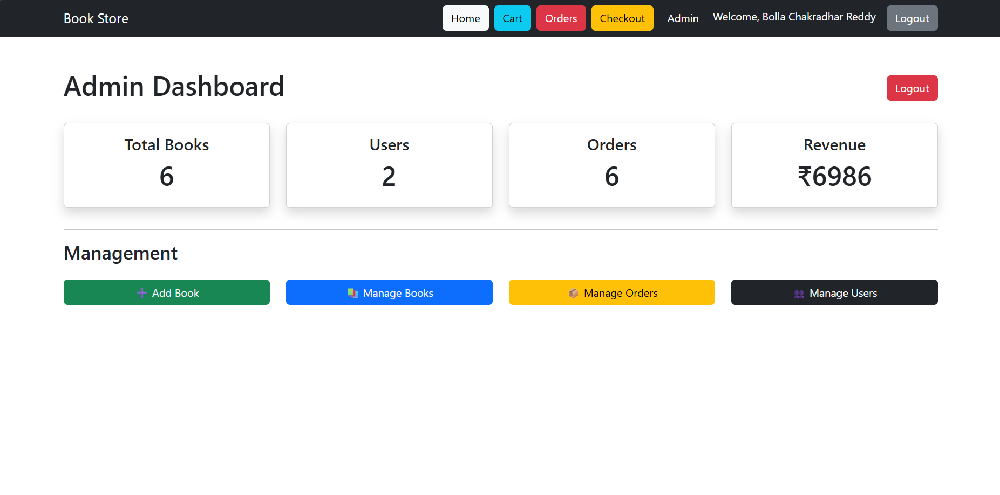 Book Store
Home Cart Orders Checkout Admin Welcome, Bolla Chakradhar Reddy Logout
Admin Dashboard
Logout
Total Books
6
Users
2
Orders
6
Revenue
₹6986
Management
➕ Add Book
📚 Manage Books
📦 Manage Orders
👥 Manage Users